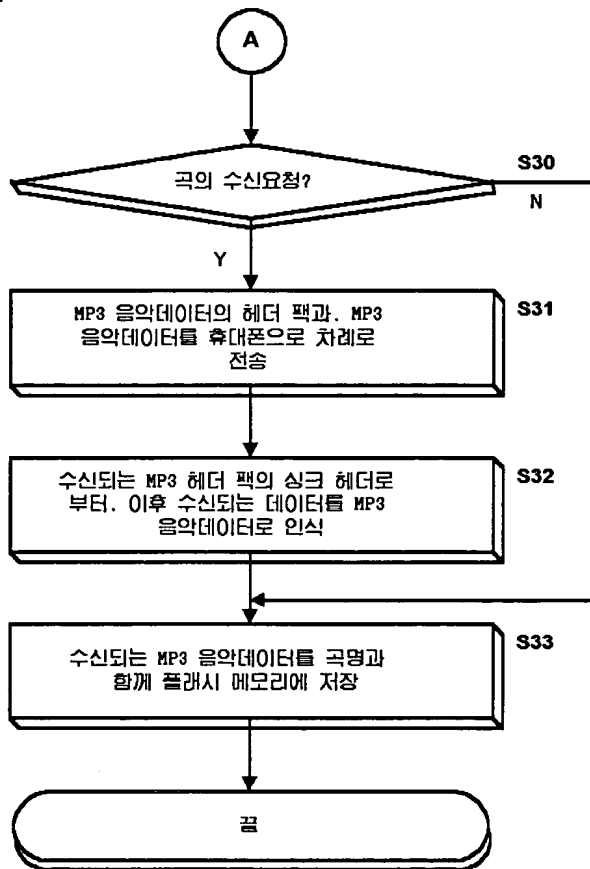 A
곡의 수신요청?
S30
N
Y
MP3 음악데이터의 헤더 팩과. MP3
음악데이터를 휴대폰으로 차례로
전송
S31
수신되는 MP3 헤더 팩의 싱크 헤더로
부터. 이후 수신되는 데이터를 MP3
음악데이터로 인식
S32
수신되는 MP3 음악데이터를 곡명과
함께 플래시 메모리에 저장
S33
끝